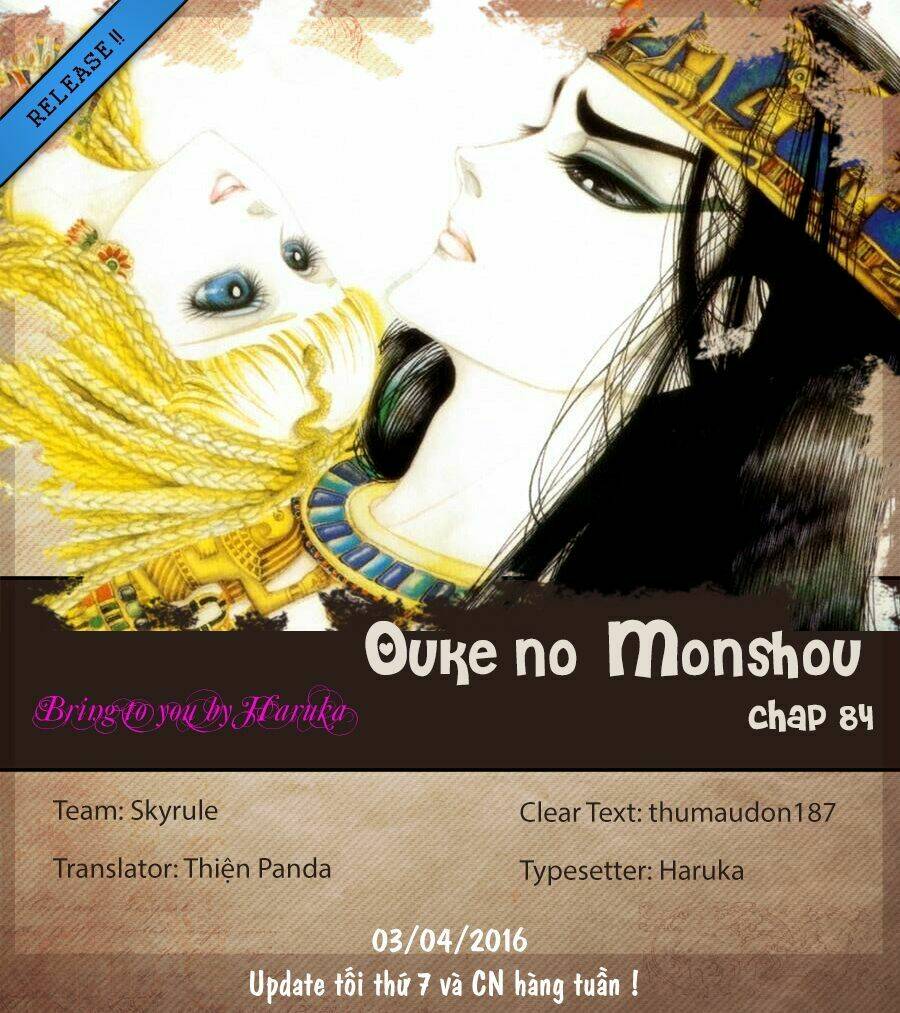 RELEASE !!
Ouke no Monshou
Bring to you by Haruka
chap 84
Team: Skyrule
Clear Text: thumaudon187
Translator: Thiện Panda
Typesetter: Haruka
03/04/2016
Update tối thứ 7 và CN hàng tuần !